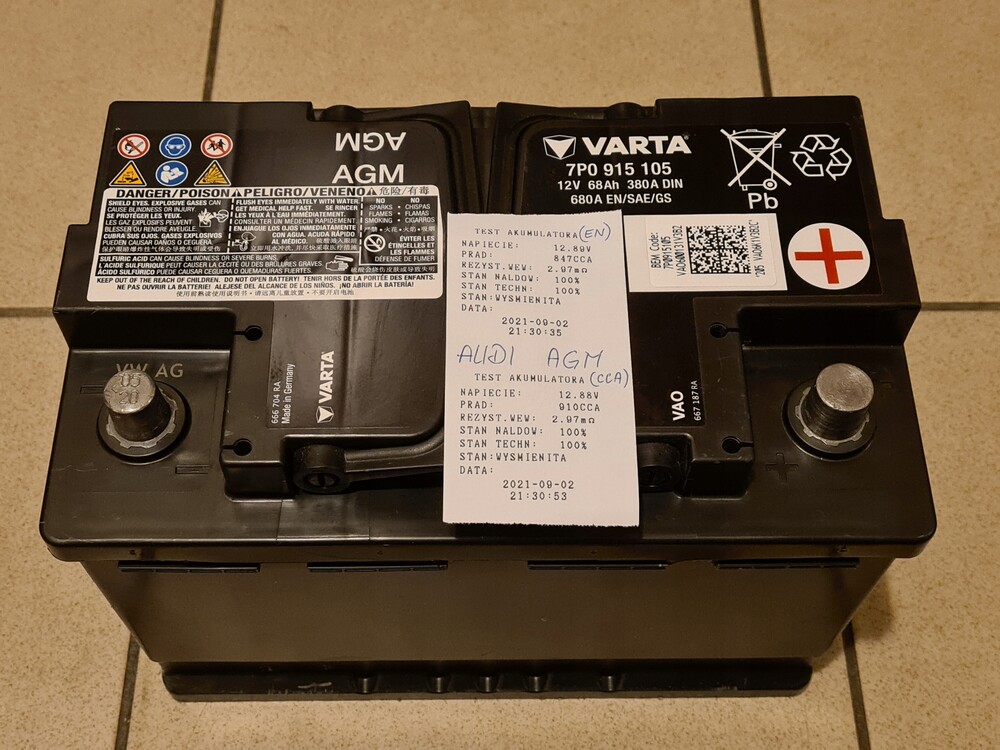 AGM
AGM
DANGER/POISON PELIGRO/VENENO 危险/有毒
SHIELD EYES. EXPLOSIVE GASES CAN
CAUSE BLINDNESS OR INJURY.
SE PROTÉGER LES YEUX.
LES GAZ EXPLOSIFS PEUVENT
BLESSER OU RENDRE AVEUGLE.
CUBRA SUS OJOS. GASES EXPLOSIVOS
PUEDEN CAUSAR DAÑO O CEGUERA.
FLUSH EYES IMMEDIATELY WITH WATER
GET MEDICAL HELP FAST. SE RINCER
LES YEUX À L'EAU IMMÉDIATEMENT.
CONSULTER UN MÉDECIN RAPIDEMENT.
ENJUAGUE LOS OJOS INMEDIATAMENTE
CON AGUA. ACUDA RÁPIDO
AL MÉDICO.
NO NO
SPARKS • CHISPAS
FLAMES • FLAMAS
SMOKING • CIGARROS
ÉVITER LES
ÉTINCELLES ET
LES FLAMMES
DÉFENSE DE FUMER
SULFURIC ACID CAN CAUSE BLINDNESS OR SEVERE BURNS.
L'ACIDE SULFURIQUE PEUT CAUSER LA CÉCITÉ OU DES BRÛLURES GRAVES.
ÁCIDO SULFÚRICO PUEDE CAUSAR CEGUERA O QUEMADURAS FUERTES.
KEEP OUT OF THE REACH OF CHILDREN. DO NOT OPEN BATTERY! TENIR HORS DE LA PORTÉE DES ENFANTS.
NE PAS OUVRIR LA BATTERIE! ALEJESE DEL ALCANCE DE LOS NIÑOS. ¡NO ABRIR LA BATERÍA!
VARTA
7P0 915 105
12V 68Ah 380A DIN
680A EN/SAE/GS
Pb
BEM Code:
7P0915105
TEST AKUMULATORA (EN)
NAPIECIE: 12.89V
PRAD: 847CCA
REZYST.WEW: 2.97mΩ
STAN NALDOW: 100%
STAN TECHN: 100%
STAN:WYSMIENITA
DATA:
2021-09-02
21:30:35
AUDI AGM
TEST AKUMULATORA (CCA)
NAPIECIE: 12.88V
PRAD: 910CCA
REZYST.WEW: 2.97mΩ
STAN NALDOW: 100%
STAN TECHN: 100%
STAN:WYSMIENITA
DATA:
2021-09-02
21:30:53
VW AG
05
20
666 704 RA
Made in Germany
VARTA
VAO
667 187 RA